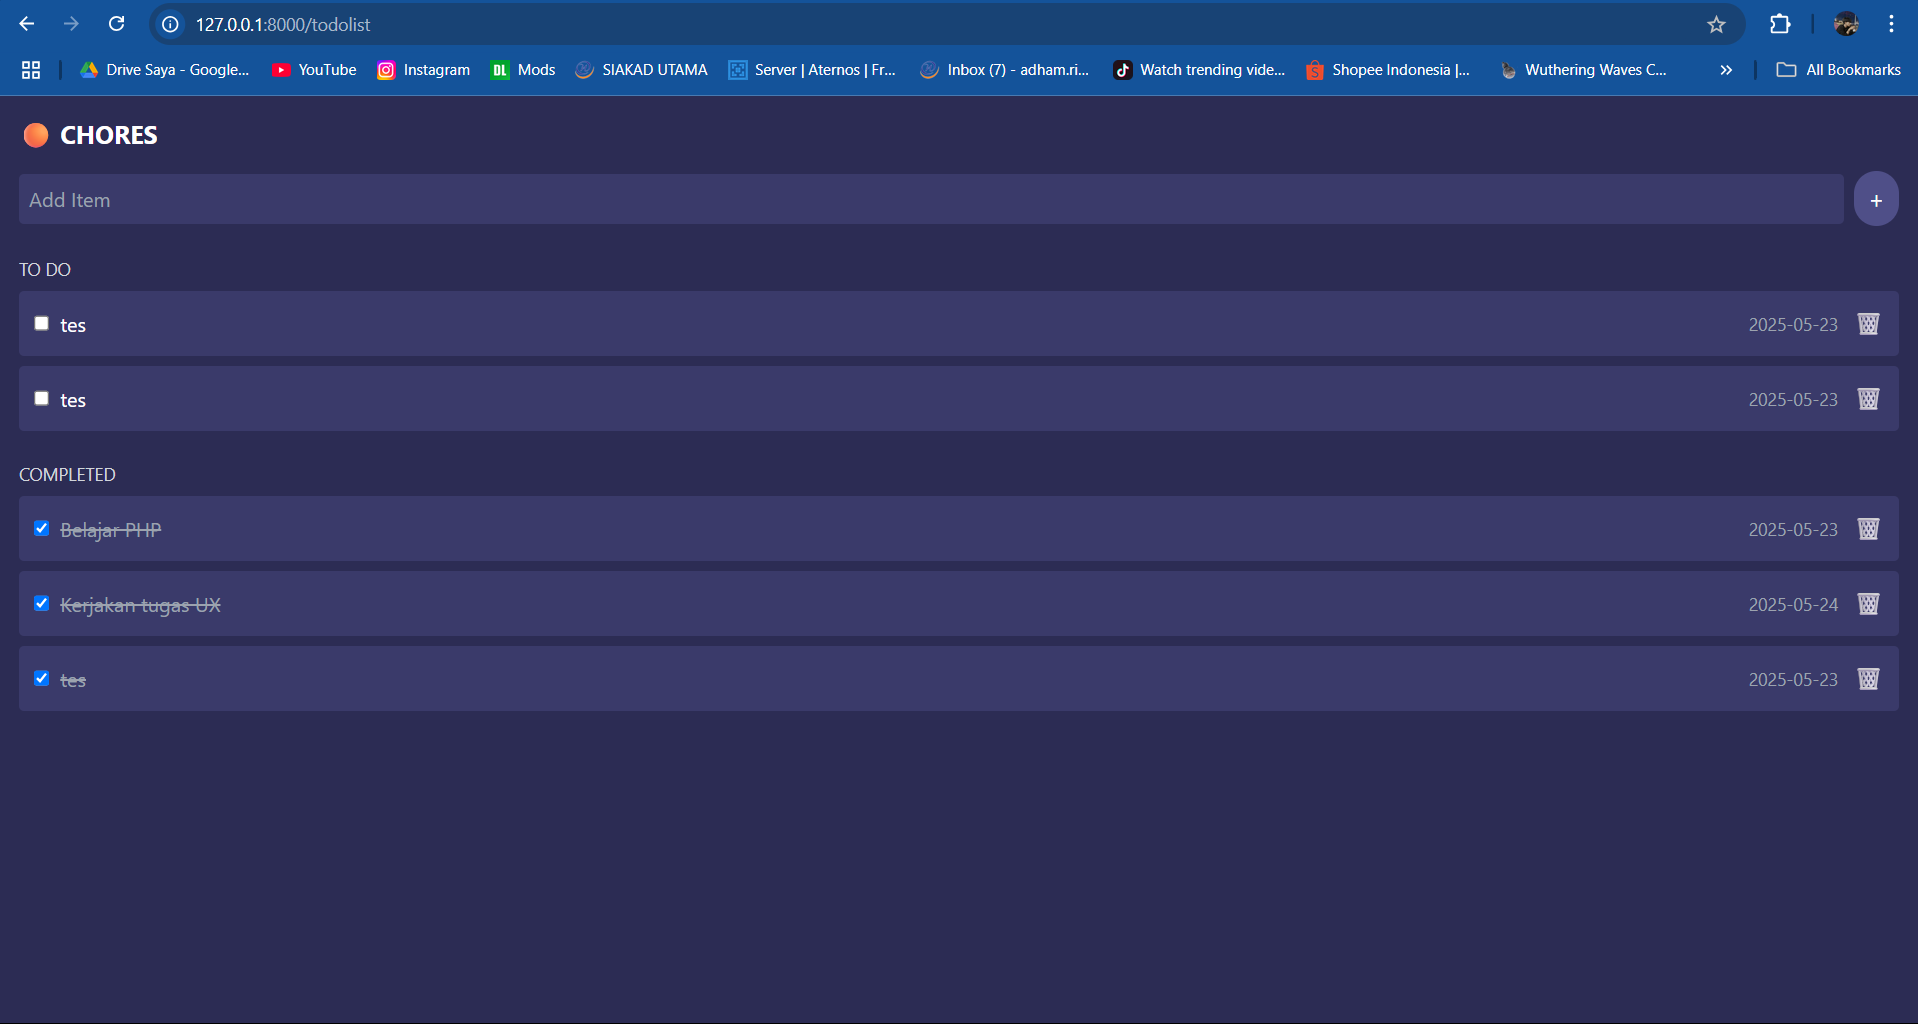 127.0.0.1:8000/todolist
Drive Saya - Google... YouTube Instagram DL Mods SIAKAD UTAMA Server | Aternos | Fr... Inbox (7) - adham.ri... Watch trending vide... Shopee Indonesia |... Wuthering Waves C... All Bookmarks
CHORES
Add Item +
TO DO
tes 2025-05-23
tes 2025-05-23
COMPLETED
Belajar PHP 2025-05-23
Kerjakan tugas UX 2025-05-24
tes 2025-05-23